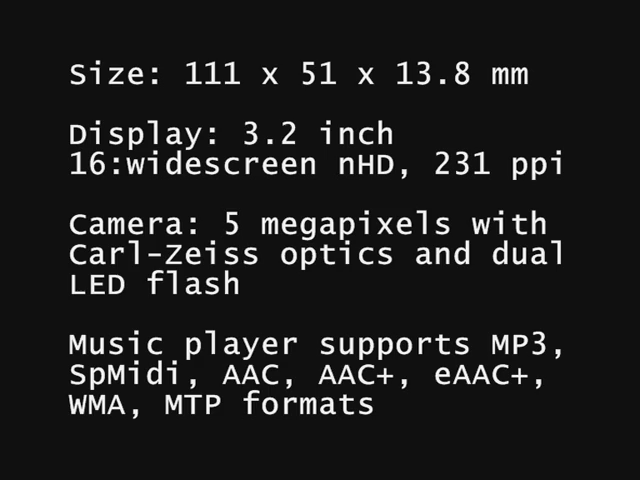 Size: 111 x 51 x 13.8 mm
Display: 3.2 inch
16:widescreen nHD, 231 ppi
Camera: 5 megapixels with
Carl-Zeiss optics and dual
LED flash
Music player supports MP3,
SpMidi, AAC, AAC+, eAAC+,
WMA, MTP formats